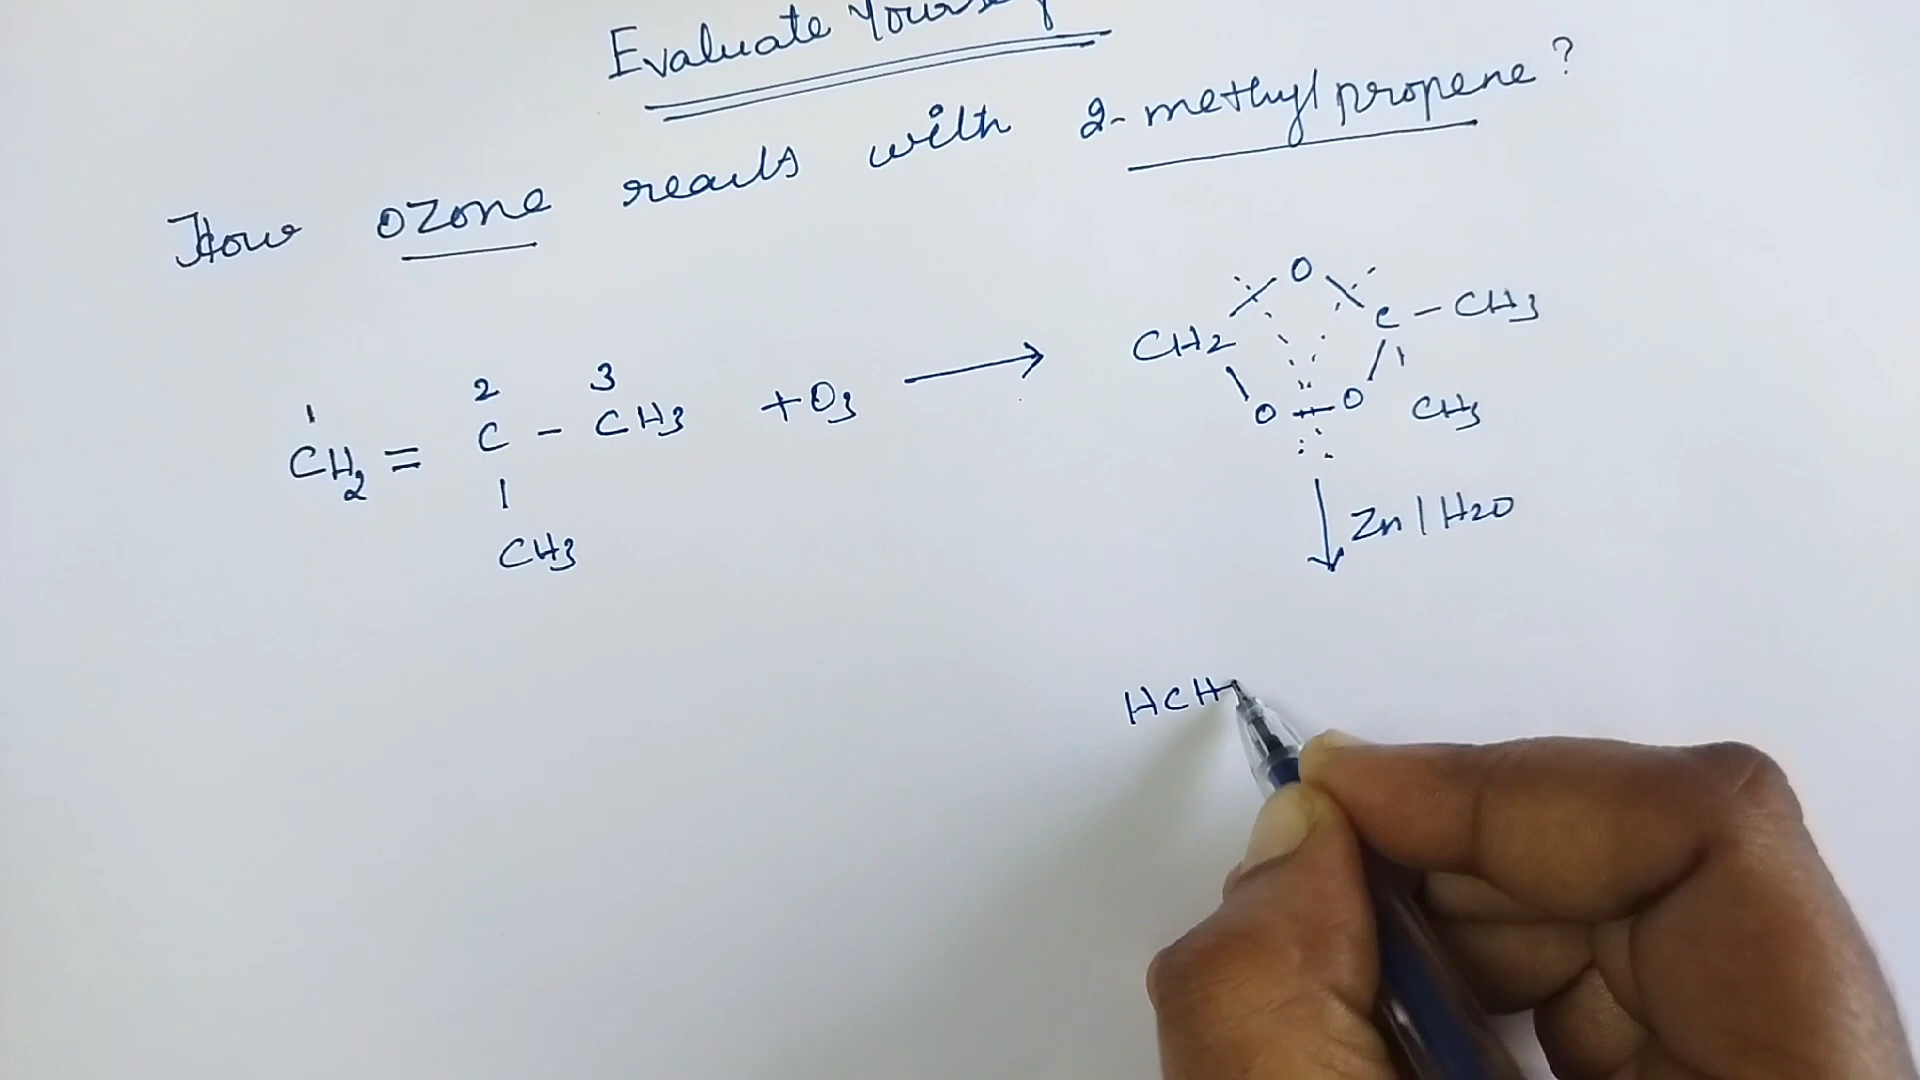 Evaluate Yourself
How ozone reacts with 2-methylpropene?
1 2 3
CH2 = C - CH3 + O3 →
|
CH3
O
CH2 C - CH3
O - O CH3
↓ Zn | H2O
HCH